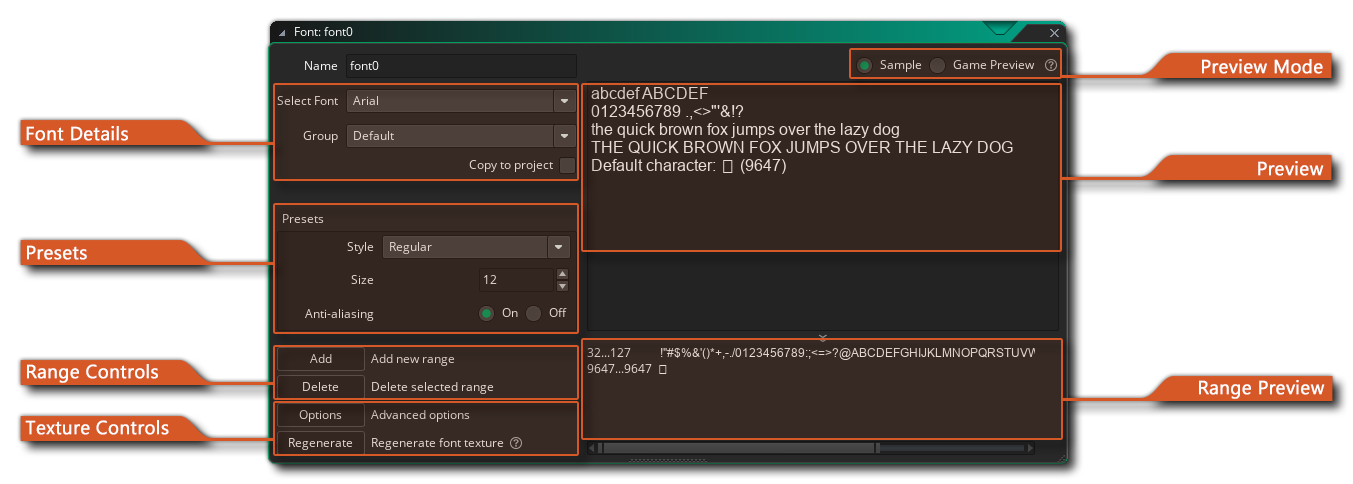 Font: font0
Name font0
Sample Game Preview
Preview Mode
Select Font Arial
Group Default
Copy to project
Font Details
abcdef ABCDEF
0123456789 .,<>"'&!?
the quick brown fox jumps over the lazy dog
THE QUICK BROWN FOX JUMPS OVER THE LAZY DOG
Default character: ▯ (9647)
Preview
Presets
Presets
Style Regular
Size 12
Anti-aliasing On Off
Add Add new range
Delete Delete selected range
Range Controls
32...127 !"#$%&'()*+,-./0123456789:;<=>?@ABCDEFGHIJKLMNOPQRSTUV
9647...9647 ▯
Range Preview
Options Advanced options
Regenerate Regenerate font texture
Texture Controls